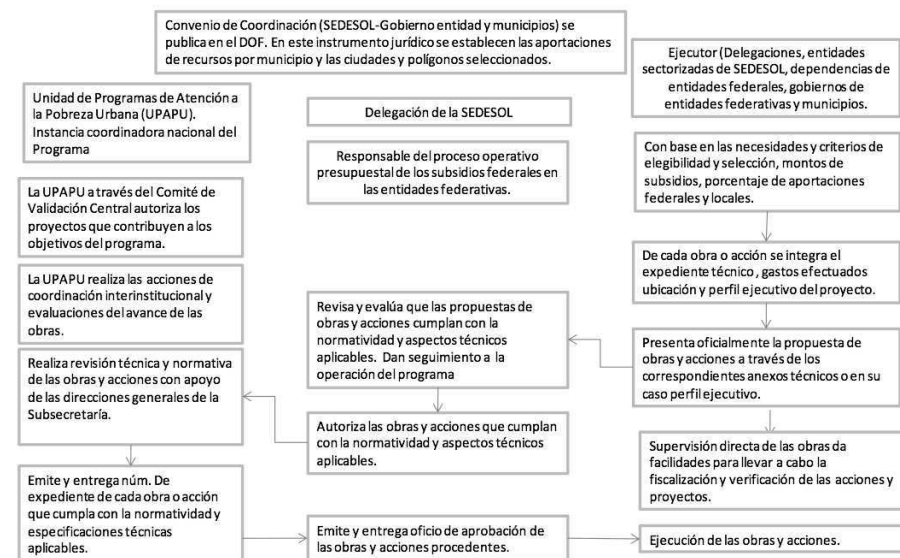 Convenio de Coordinación (SEDESOL-Gobierno entidad y municipios) se
publica en el DOF. En este instrumento jurídico se establecen las aportaciones
de recursos por municipio y las ciudades y polígonos seleccionados.
Unidad de Programas de Atención a
la Pobreza Urbana (UPAPU).
Instancia coordinadora nacional del
Programa
La UPAPU a través del Comité de
Validación Central autoriza los
proyectos que contribuyen a los
objetivos del programa.
La UPAPU realiza las acciones de
coordinación interinstitucional y
evaluaciones del avance de las
obras.
Realiza revisión técnica y normativa
de las obras y acciones con apoyo
de las direcciones generales de la
Subsecretaría.
Emite y entrega núm. De
expediente de cada obra o acción
que cumpla con la normatividad y
especificaciones técnicas
aplicables.
Delegación de la SEDESOL
Responsable del proceso operativo
presupuestal de los subsidios federales en
las entidades federativas.
Revisa y evalúa que las propuestas de
obras y acciones cumplan con la
normatividad y aspectos técnicos
aplicables. Dan seguimiento a la
operación del programa
Autoriza las obras y acciones que cumplan
con la normatividad y aspectos técnicos
aplicables.
Emite y entrega oficio de aprobación de
las obras y acciones procedentes.
Ejecutor (Delegaciones, entidades
sectorizadas de SEDESOL, dependencias de
entidades federales, gobiernos de
entidades federativas y municipios.
Con base en las necesidades y criterios de
elegibilidad y selección, montos de
subsidios, porcentaje de aportaciones
federales y locales.
De cada obra o acción se integra el
expediente técnico , gastos efectuados
ubicación y perfil ejecutivo del proyecto.
Presenta oficialmente la propuesta de
obras y acciones a través de los
correspondientes anexos técnicos o en su
caso perfil ejecutivo.
Supervisión directa de las obras da
facilidades para llevar a cabo la
fiscalización y verificación de las acciones y
proyectos.
Ejecución de las obras y acciones.